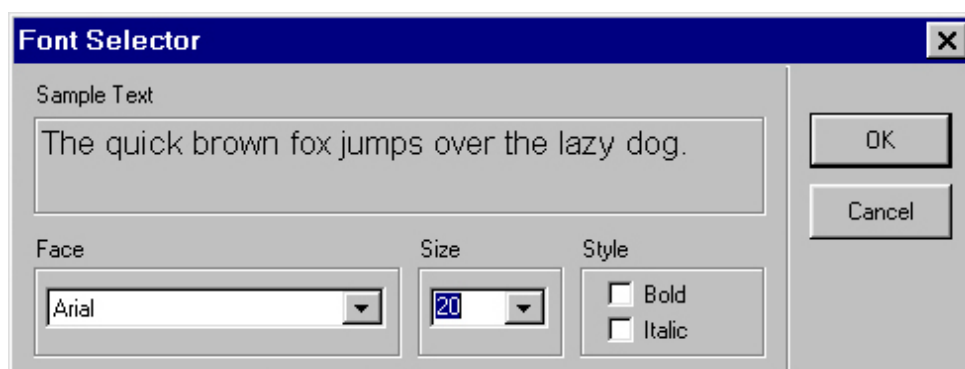 Font Selector
Sample Text
The quick brown fox jumps over the lazy dog.
OK
Cancel
Face
Size
Style
Arial
20
Bold
Italic